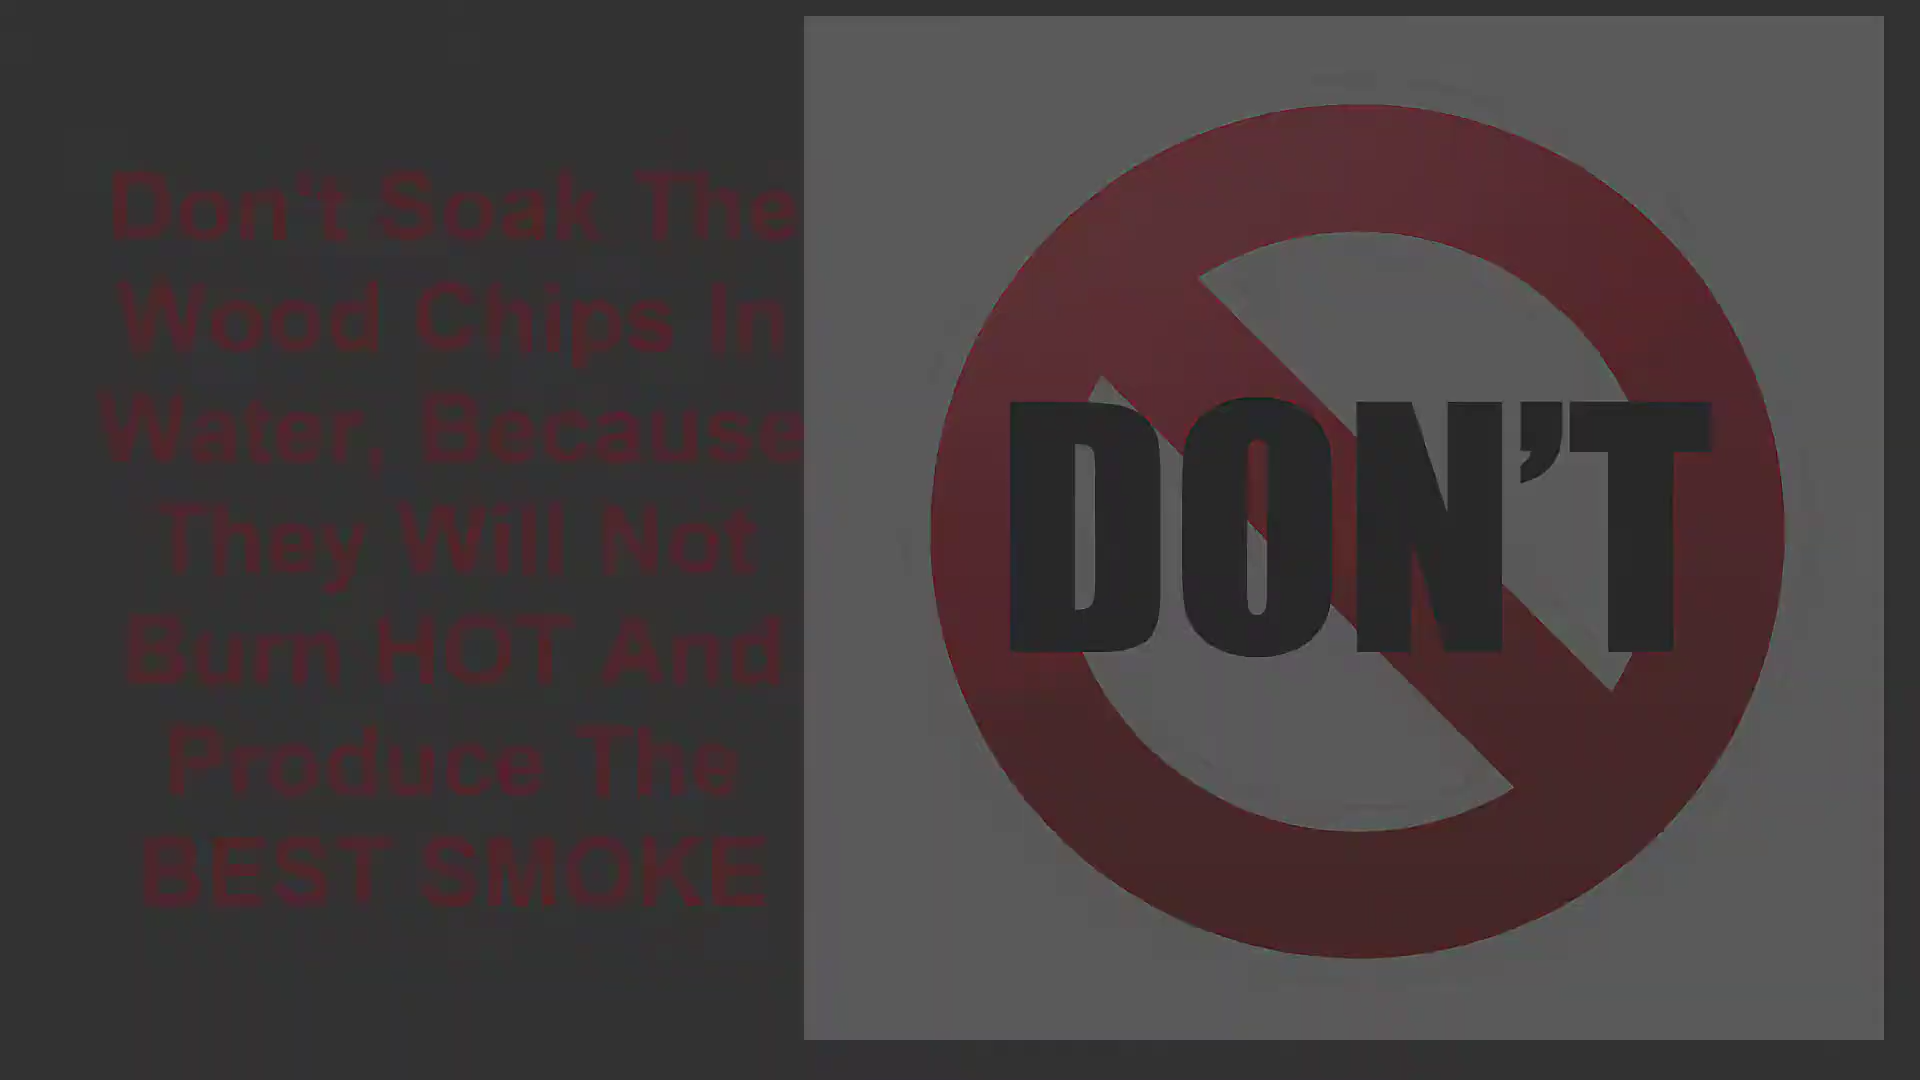 Don't Soak The
Wood Chips In
Water, Because
They Will Not
Burn HOT And
Produce The
BEST SMOKE
DON'T